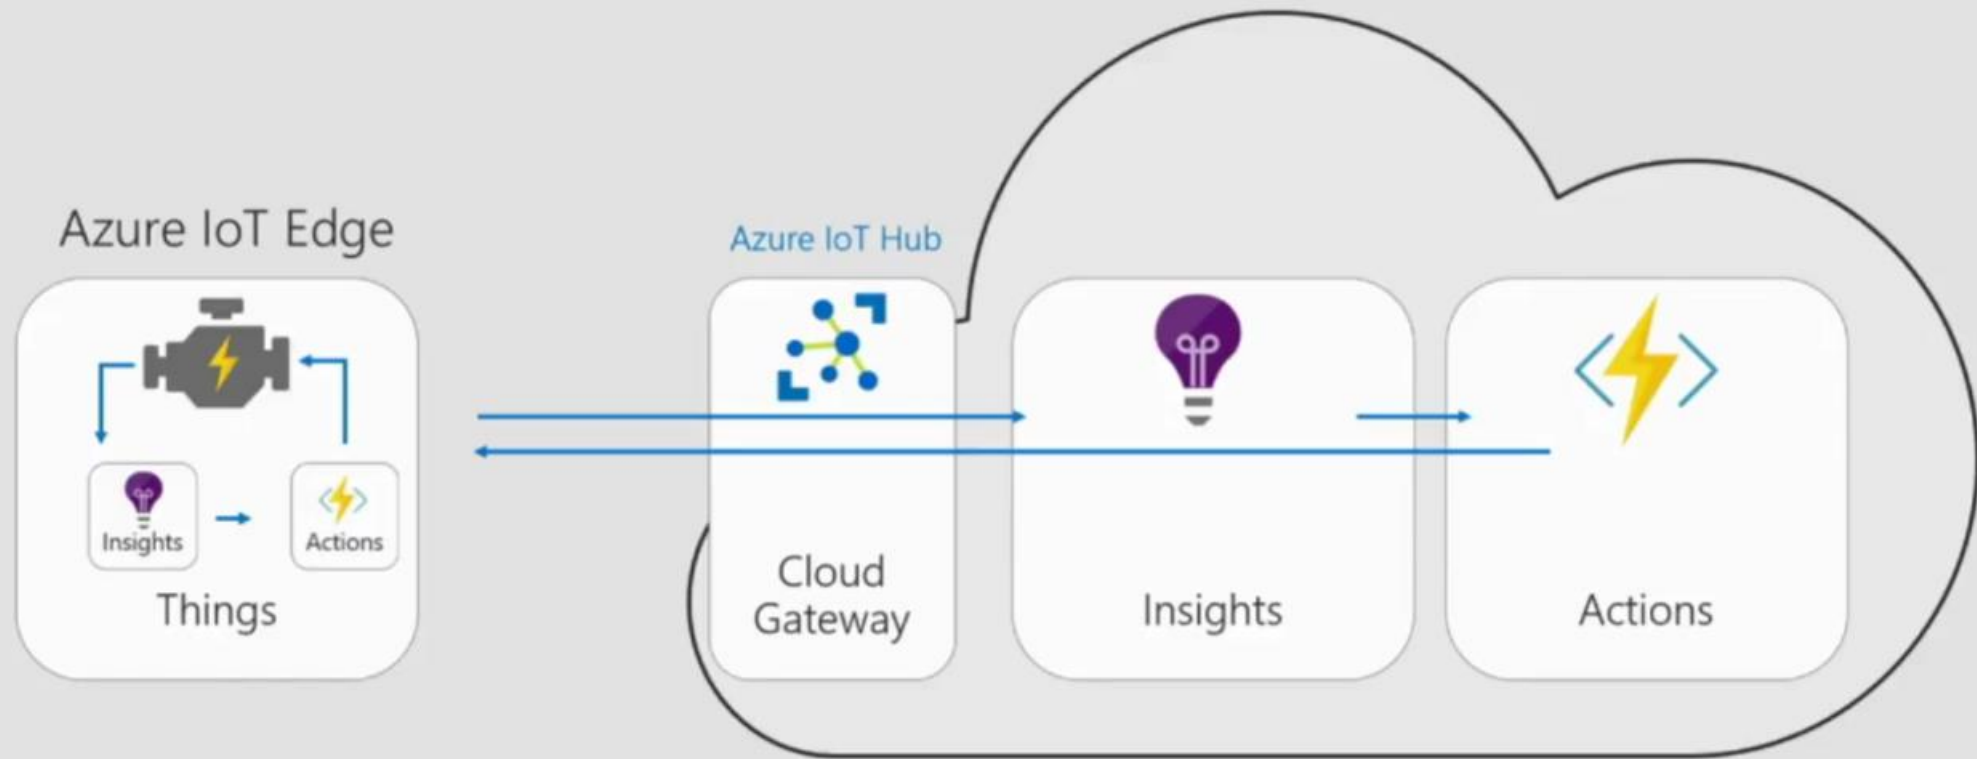 Azure IoT Edge
Insights
Actions
Things
Azure IoT Hub
Cloud
Gateway
Insights
Actions